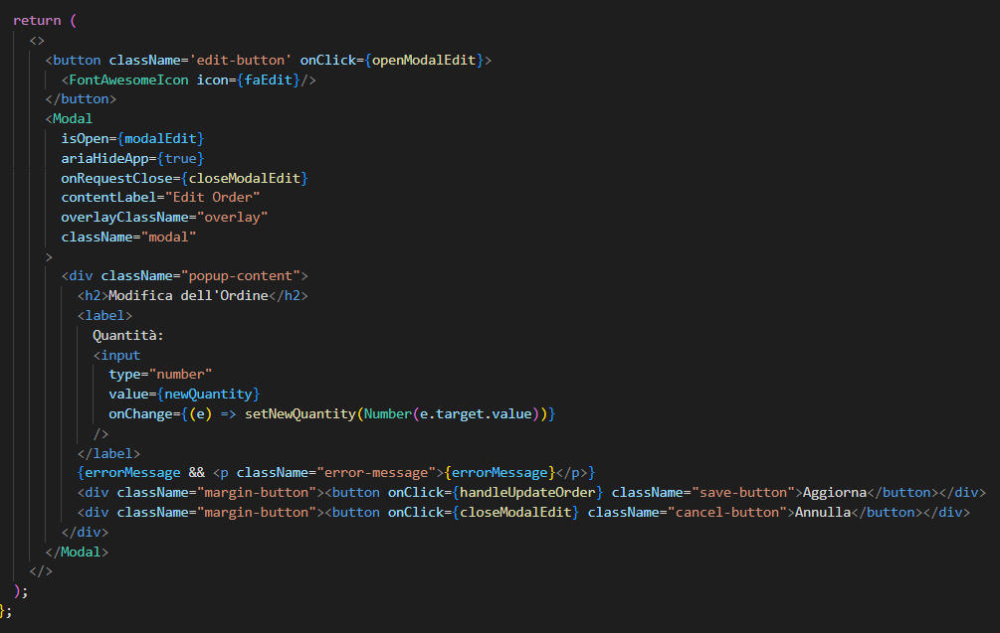 return (
<>
<button className='edit-button' onClick={openModalEdit}>
<FontAwesomeIcon icon={faEdit}/>
</button>
<Modal
isOpen={modalEdit}
ariaHideApp={true}
onRequestClose={closeModalEdit}
contentLabel="Edit Order"
overlayClassName="overlay"
className="modal"
>
<div className="popup-content">
<h2>Modifica dell'Ordine</h2>
<label>
Quantità:
<input
type="number"
value={newQuantity}
onChange={(e) => setNewQuantity(Number(e.target.value))}
/>
</label>
{errorMessage && <p className="error-message">{errorMessage}</p>}
<div className="margin-button"><button onClick={handleUpdateOrder} className="save-button">Aggiorna</button></div>
<div className="margin-button"><button onClick={closeModalEdit} className="cancel-button">Annulla</button></div>
</div>
</Modal>
</>
);
};